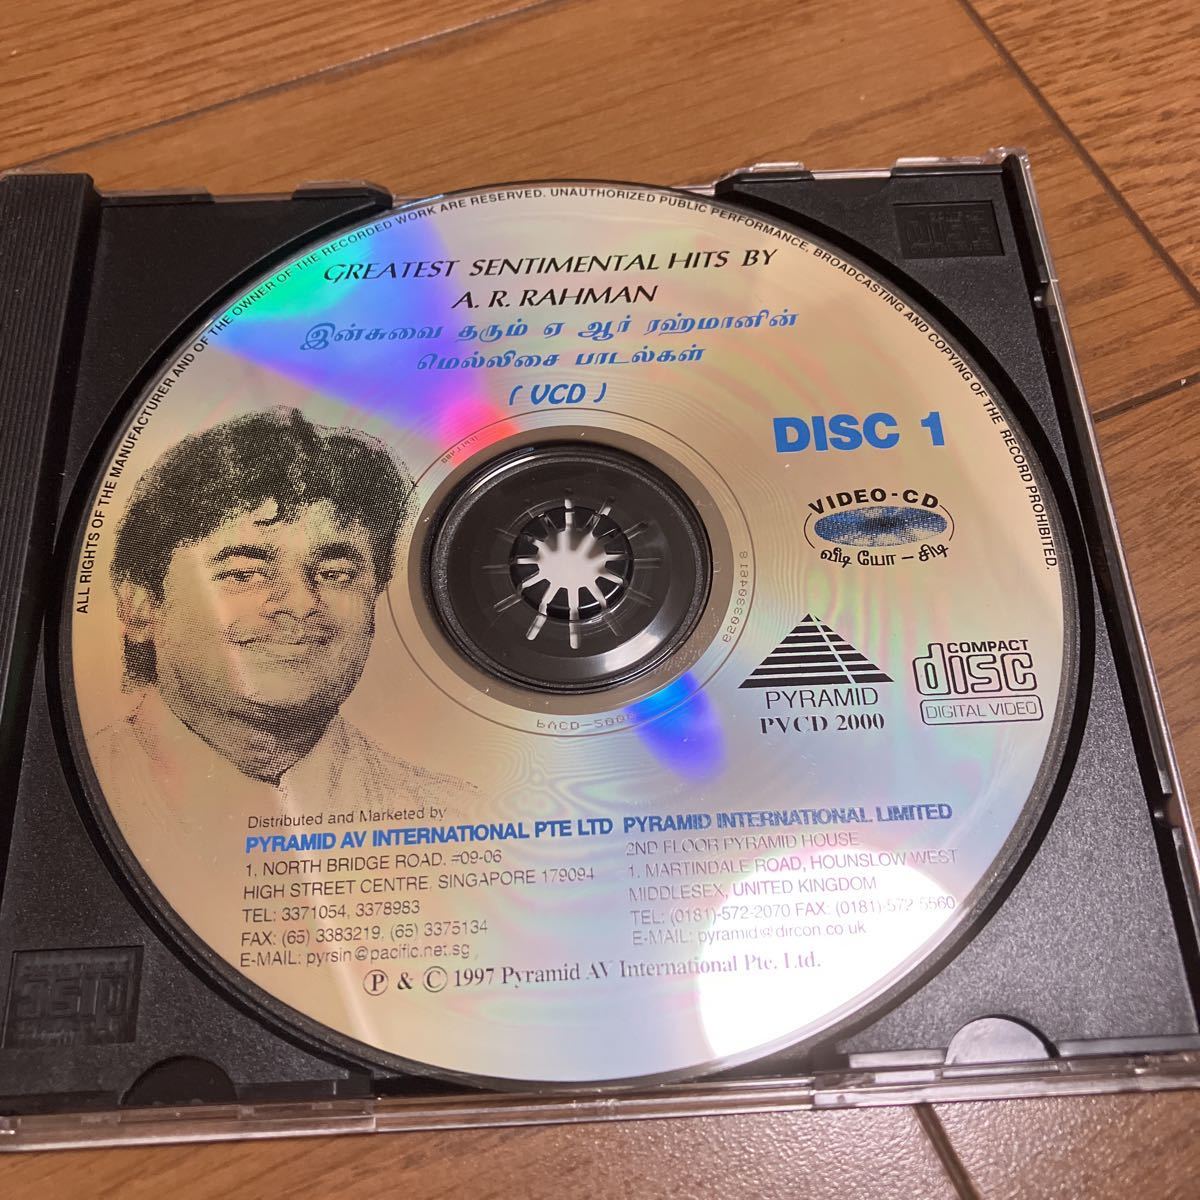 ALL RIGHTS OF THE MANUFACTURER AND OF THE OWNER OF THE RECORDED WORK ARE RESERVED. UNAUTHORIZED PUBLIC PERFORMANCE, BROADCASTING AND COPYING OF THE RECORD PROHIBITED.
GREATEST SENTIMENTAL HITS BY
A. R. RAHMAN
இன்சுவை தரும் ஏ ஆர் ரஹ்மானின்
மெல்லிசை பாடல்கள்
( VCD )
DISC 1
VIDEO-CD
வீடியோ - சிடி
PYRAMID
PVCD 2000
COMPACT
disc
DIGITAL VIDEO
Distributed and Marketed by
PYRAMID AV INTERNATIONAL PTE LTD
1. NORTH BRIDGE ROAD. #09-06
HIGH STREET CENTRE. SINGAPORE 179094
TEL: 3371054, 3378983
FAX: (65) 3383219, (65) 3375134
E-MAIL: pyrsin@pacific.net.sg
PYRAMID INTERNATIONAL LIMITED
2ND FLOOR PYRAMID HOUSE
1. MARTINDALE ROAD, HOUNSLOW WEST
MIDDLESEX, UNITED KINGDOM
TEL: (0181)-572-2070 FAX: (0181)-572-5560
E-MAIL: pyramid@dircon.co.uk
Ⓟ & © 1997 Pyramid AV International Pte. Ltd.